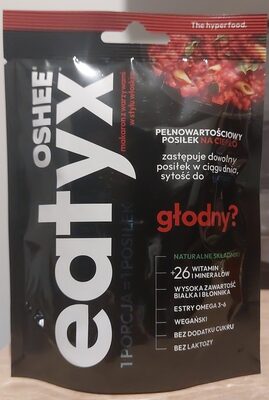 The hyperfood.
OSHEE
eatyx
makaron z warzywami
w stylu włoskim
1 PORCJA = 1 POSIŁEK
PEŁNOWARTOŚCIOWY
POSIŁEK NA CIEPŁO
zastępuje dowolny
posiłek w ciągu dnia,
sytość do
głodny?
NATURALNE SKŁADNIKI
+26 WITAMIN
I MINERAŁÓW
WYSOKA ZAWARTOŚĆ
BIAŁKA I BŁONNIKA
ESTRY OMEGA 3-6
WEGAŃSKI
BEZ DODATKU CUKRU
BEZ LAKTOZY